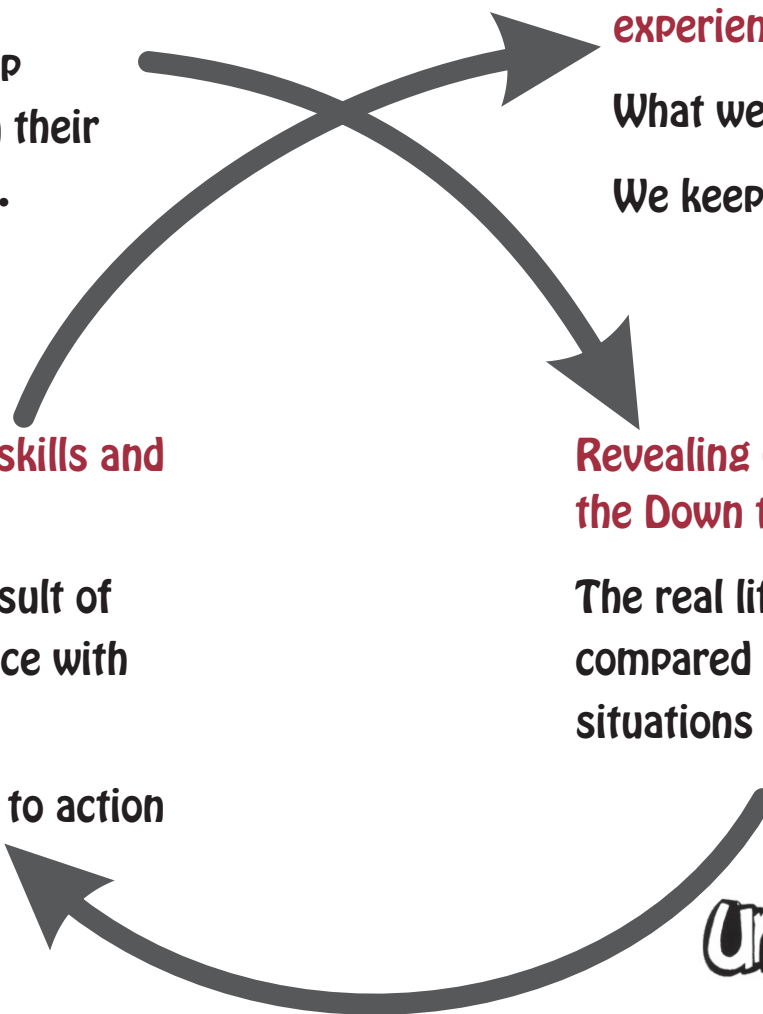 p
their
.
experien
What we
We keep
skills and
sult of
ce with
to action
Revealing
the Down t
The real lif
compared
situations
Un